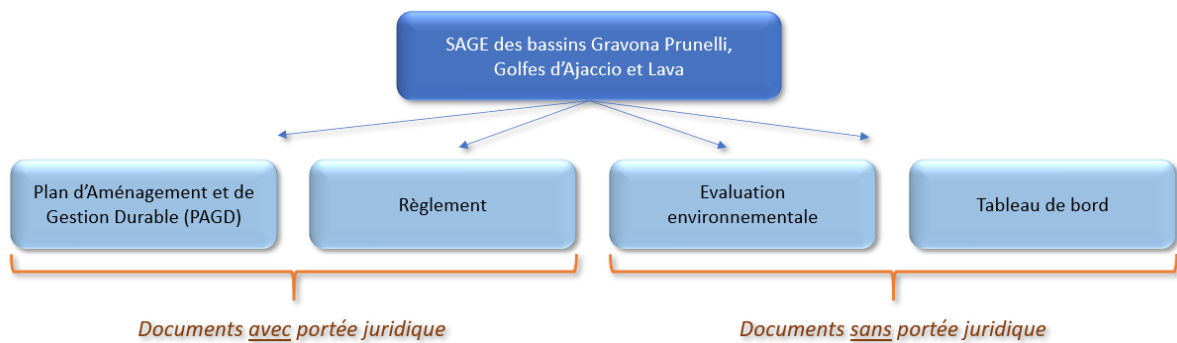 SAGE des bassins Gravona Prunelli,
Golfes d’Ajaccio et Lava
Plan d’Aménagement et de
Gestion Durable (PAGD)
Règlement
Evaluation
environnementale
Tableau de bord
Documents avec portée juridique
Documents sans portée juridique